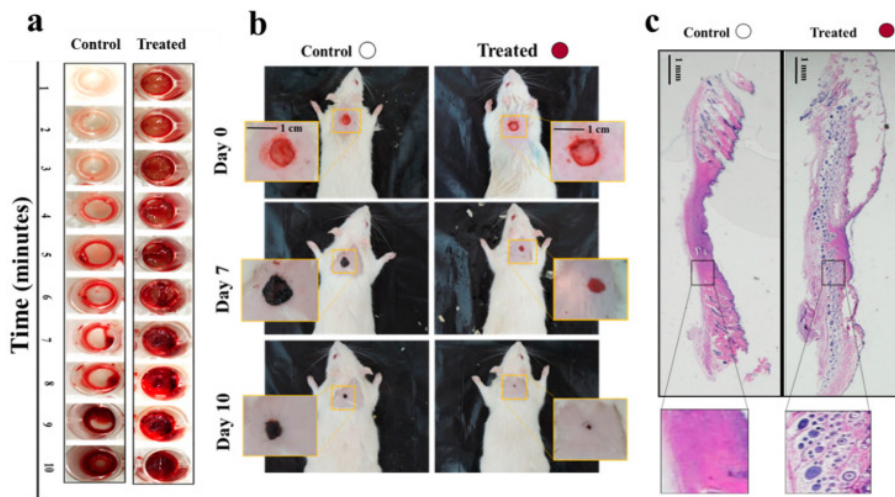 a
Control
Treated
Time (minutes)
1
2
3
4
5
6
7
8
9
10
b
Control
Treated
Day 0
1 cm
1 cm
Day 7
Day 10
c
Control
Treated
1 mm
1 mm